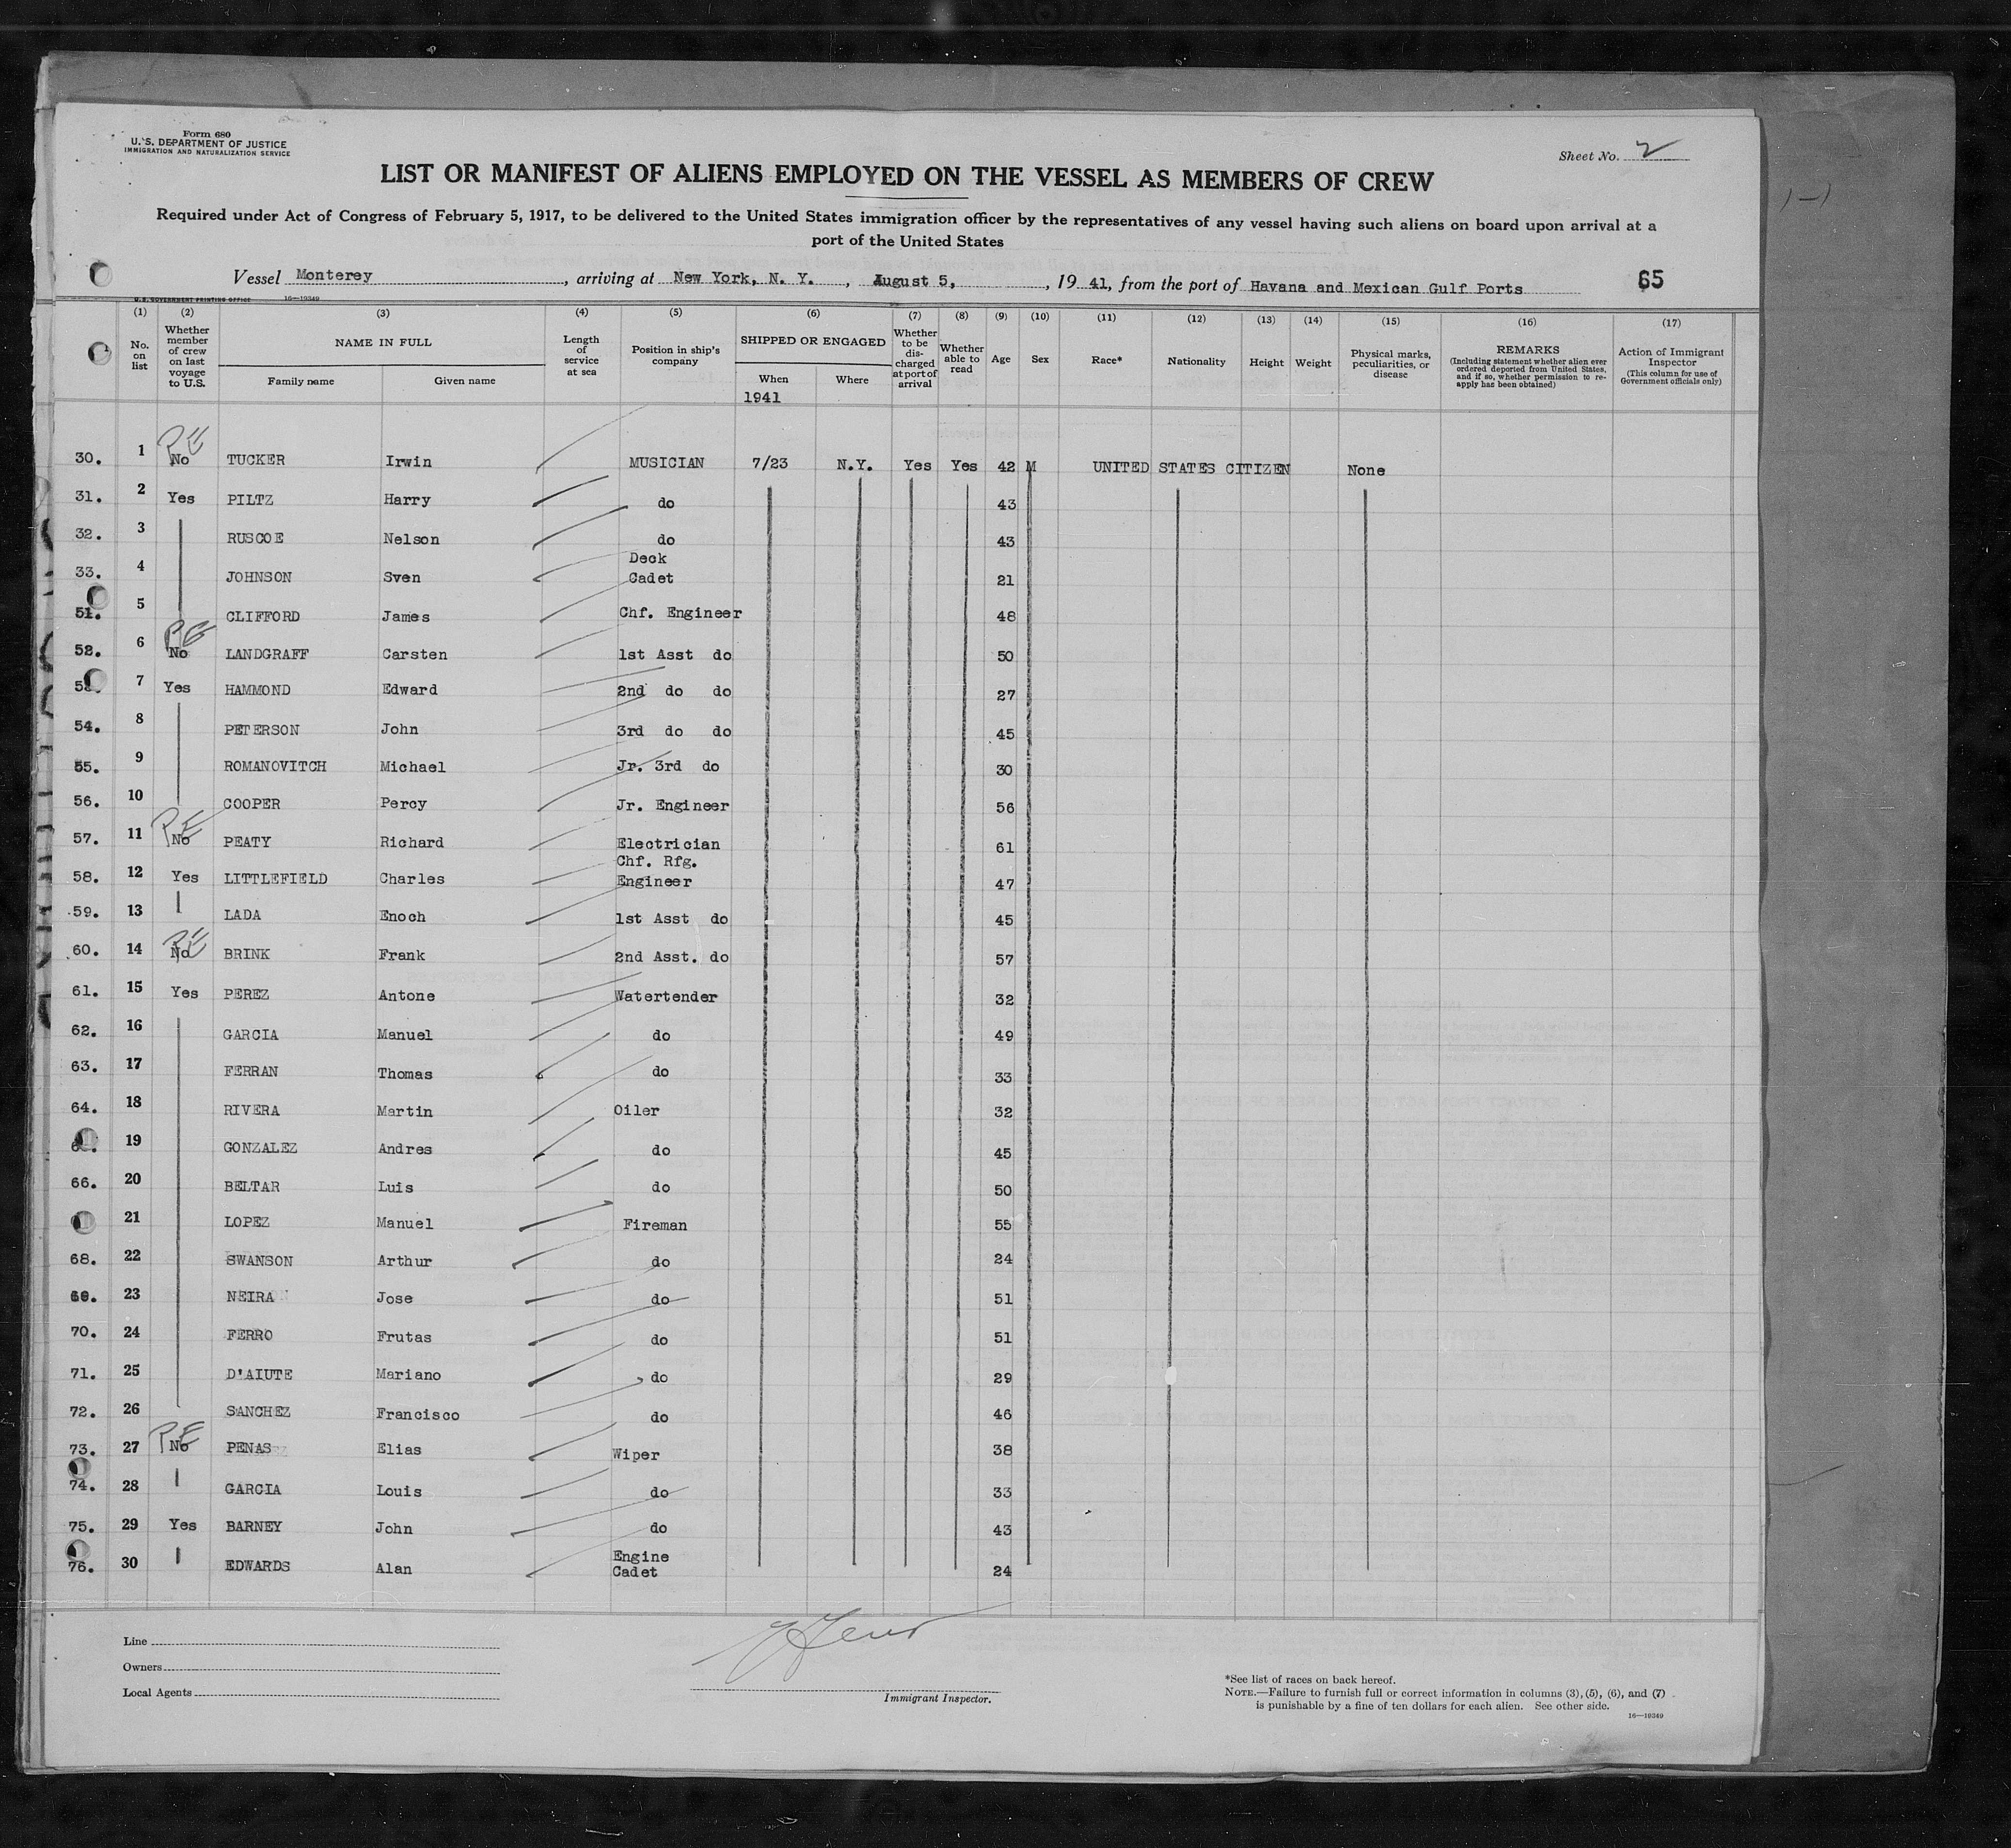 Form 680
U. S. DEPARTMENT OF JUSTICE
IMMIGRATION AND NATURALIZATION SERVICE
Sheet No. 2
LIST OR MANIFEST OF ALIENS EMPLOYED ON THE VESSEL AS MEMBERS OF CREW
Required under Act of Congress of February 5, 1917, to be delivered to the United States immigration officer by the representatives of any vessel having such aliens on board upon arrival at a
port of the United States
Vessel Monterey, arriving at New York, N. Y., August 5, 1941, from the port of Havana and Mexican Gulf Ports 65
U.S. GOVERNMENT PRINTING OFFICE 16—19349
(1) (2) (3) (4) (5) (6) (7) (8) (9) (10) (11) (12) (13) (14) (15) (16) (17)
No. on list
Whether member of crew on last voyage to U.S.
NAME IN FULL
Family name Given name
Length of service at sea
Position in ship's company
SHIPPED OR ENGAGED
When Where
1941
Whether to be discharged at port of arrival
Whether able to read
Age Sex Race* Nationality Height Weight
Physical marks, peculiarities, or disease
REMARKS
(Including statement whether alien ever ordered deported from United States, and if so, whether permission to re-apply has been obtained)
Action of Immigrant Inspector
(This column for use of Government officials only)
30. 1 PE No TUCKER Irwin MUSICIAN 7/23 N.Y. Yes Yes 42 M UNITED STATES CITIZEN None
31. 2 Yes PILTZ Harry do 43
32. 3 RUSCOE Nelson do 43
33. 4 JOHNSON Sven Deck Cadet 21
51. 5 CLIFFORD James Chf. Engineer 48
52. 6 PE No LANDGRAFF Carsten 1st Asst do 50
7 Yes HAMMOND Edward 2nd do do 27
54. 8 PETERSON John 3rd do do 45
55. 9 ROMANOVITCH Michael Jr. 3rd do 30
56. 10 COOPER Percy Jr. Engineer 56
57. 11 PE No PEATY Richard Electrician 61
58. 12 Yes LITTLEFIELD Charles Chf. Rfg. Engineer 47
59. 13 LADA Enoch 1st Asst do 45
60. 14 PE No BRINK Frank 2nd Asst. do 57
61. 15 Yes PEREZ Antone Watertender 32
62. 16 GARCIA Manuel do 49
63. 17 FERRAN Thomas do 33
64. 18 RIVERA Martin Oiler 32
19 GONZALEZ Andres do 45
66. 20 BELTAR Luis do 50
21 LOPEZ Manuel Fireman 55
68. 22 SWANSON Arthur do 24
69. 23 NEIRA Jose do 51
70. 24 FERRO Frutas do 51
71. 25 D'AIUTE Mariano do 29
72. 26 SANCHEZ Francisco do 46
73. 27 PE No PENAS Elias Wiper 38
74. 28 GARCIA Louis do 33
75. 29 Yes BARNEY John do 43
76. 30 EDWARDS Alan Engine Cadet 24
Line
Owners
Local Agents
Immigrant Inspector.
*See list of races on back hereof.
NOTE.—Failure to furnish full or correct information in columns (3), (5), (6), and (7)
is punishable by a fine of ten dollars for each alien. See other side.
16—19349